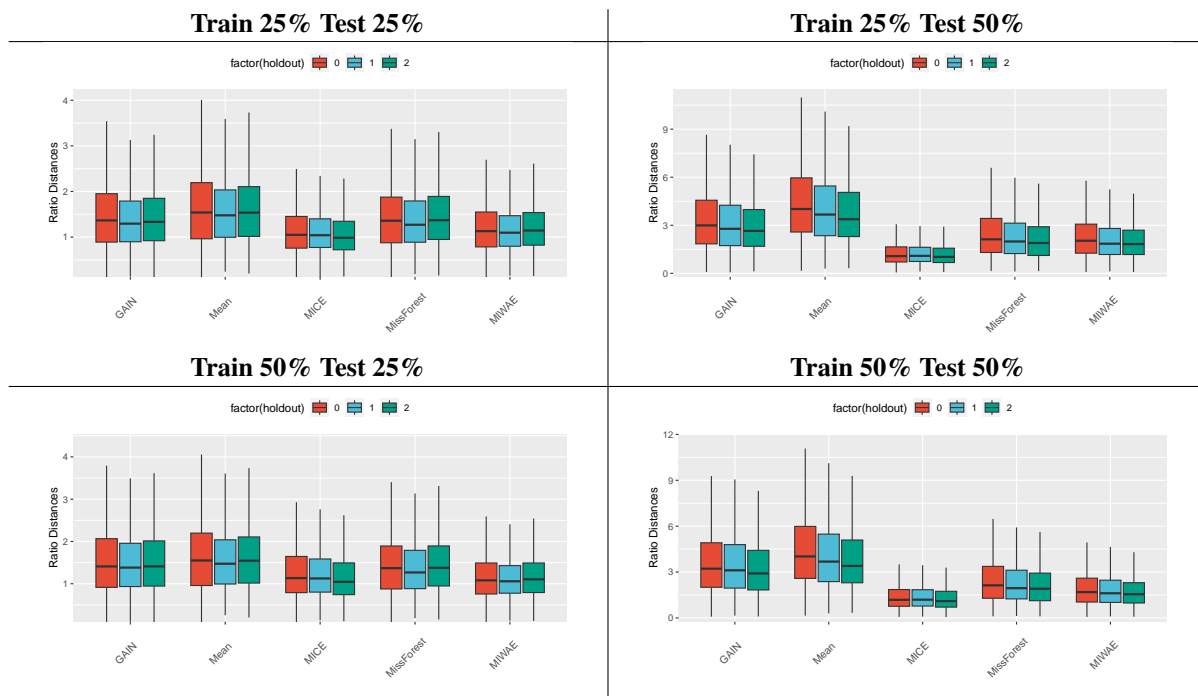 Train 25% Test 25%
factor(holdout) 0 1 2
Ratio Distances
4
3
2
1
GAIN
Mean
MICE
MissForest
MIWAE
Train 25% Test 50%
factor(holdout) 0 1 2
Ratio Distances
9
6
3
0
GAIN
Mean
MICE
MissForest
MIWAE
Train 50% Test 25%
factor(holdout) 0 1 2
Ratio Distances
4
3
2
1
GAIN
Mean
MICE
MissForest
MIWAE
Train 50% Test 50%
factor(holdout) 0 1 2
Ratio Distances
12
9
6
3
0
GAIN
Mean
MICE
MissForest
MIWAE